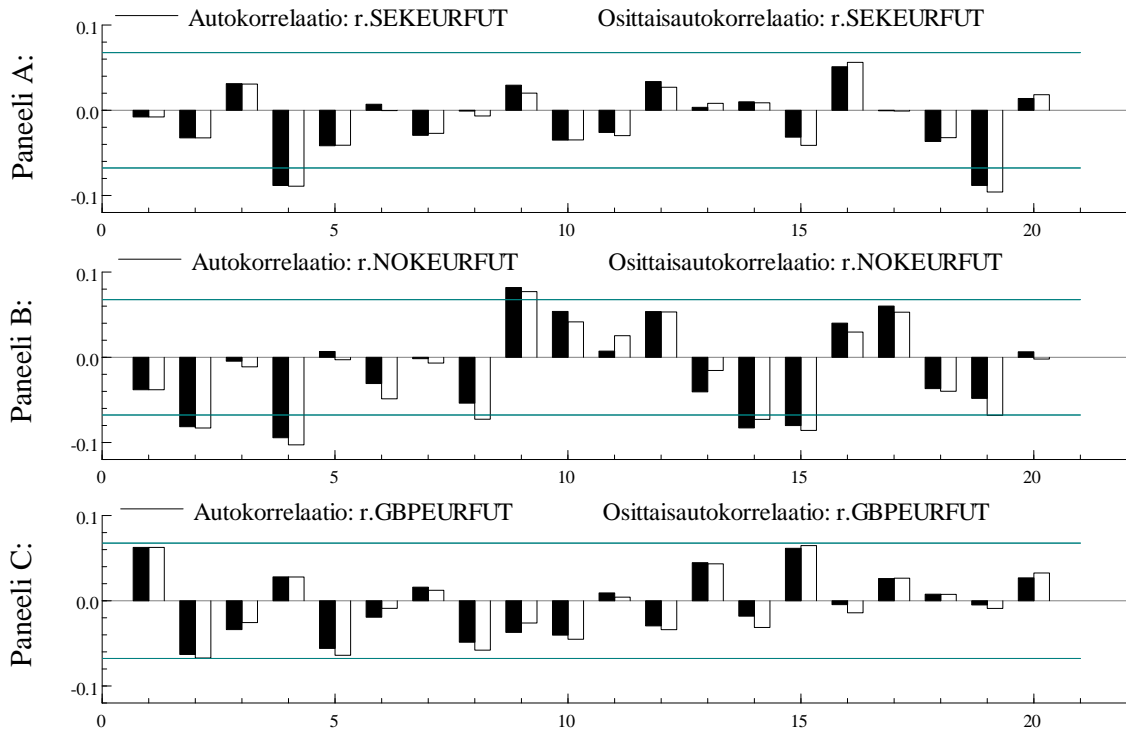 Autokorrelaatio: r.SEKEURFUT Osittaisautokorrelaatio: r.SEKEURFUT
Paneeli A:
0.1
0.0
-0.1
0 5 10 15 20
Autokorrelaatio: r.NOKEURFUT Osittaisautokorrelaatio: r.NOKEURFUT
Paneeli B:
0.1
0.0
-0.1
0 5 10 15 20
Autokorrelaatio: r.GBPEURFUT Osittaisautokorrelaatio: r.GBPEURFUT
Paneeli C:
0.1
0.0
-0.1
0 5 10 15 20